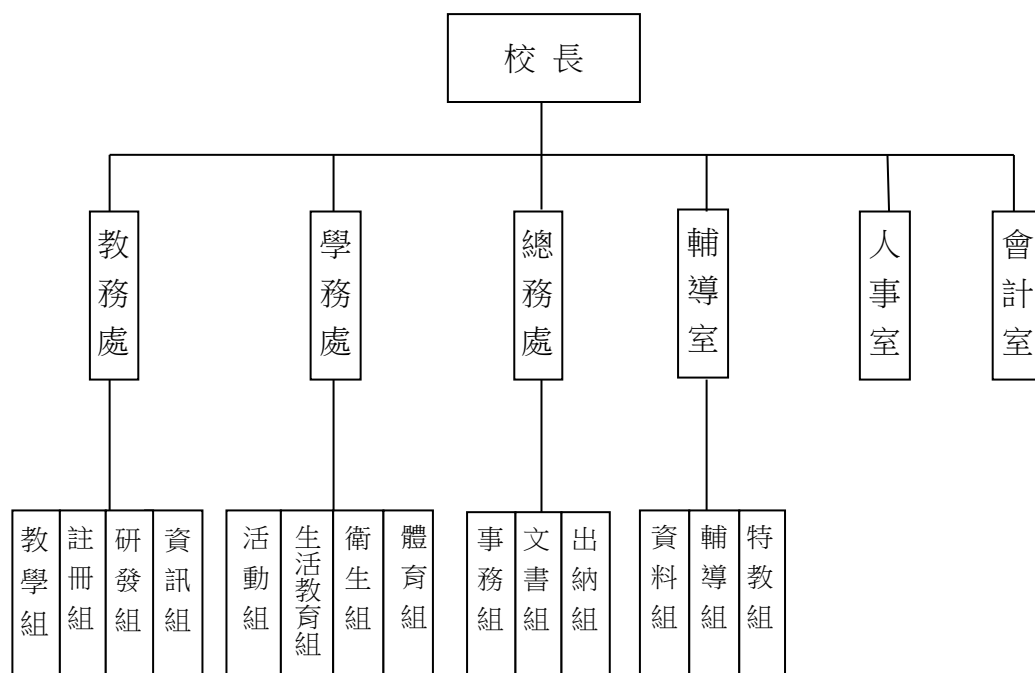 校長
教務處
學務處
總務處
輔導室
人事室
會計室
教學組
註冊組
研發組
資訊組
活動組
生活教育組
衛生組
體育組
事務組
文書組
出納組
資料組
輔導組
特教組